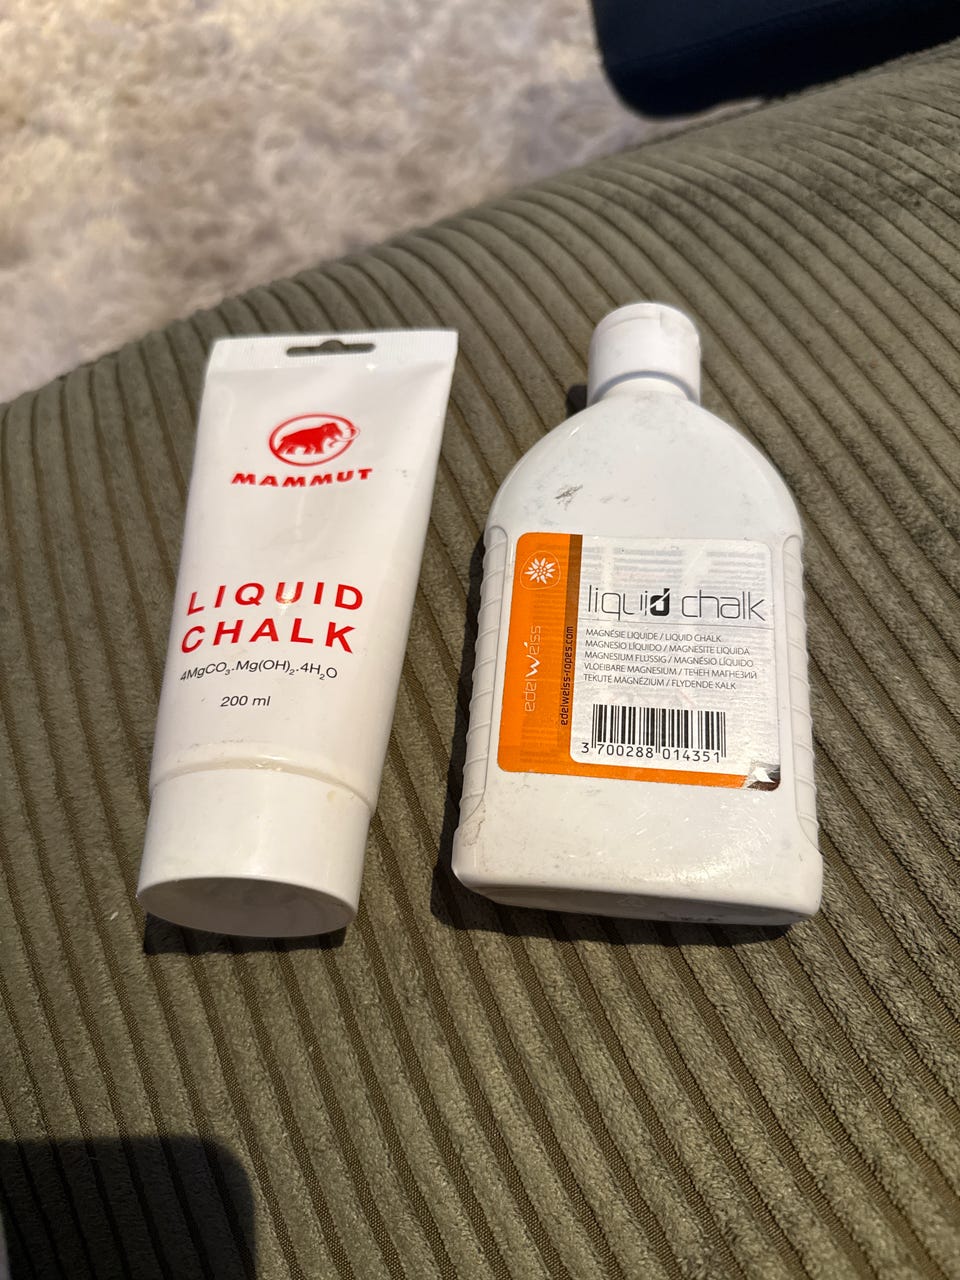 MAMMUT
LIQUID
CHALK
4MgCO₃.Mg(OH)₂.4H₂O
200 ml
edelweiss
edelweiss-ropes.com
liquid chalk
MAGNÉSIE LIQUIDE / LIQUID CHALK
MAGNESIO LÍQUIDO / MAGNESITE LIQUIDA
MAGNESIUM FLUSSIG / MAGNÉSIO LÍQUIDO
VLOEIBARE MAGNESIUM / ТЕЧЕН МАГНЕЗИЙ
TEKUTÉ MAGNÉZIUM / FLYDENDE KALK
3 700288 014351